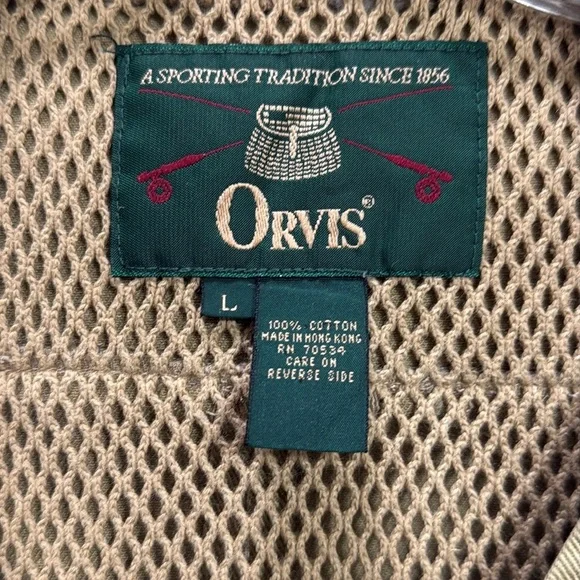 A SPORTING TRADITION SINCE 1856
ORVIS®
L
100% COTTON
MADE IN HONG KONG
RN 70534
CARE ON
REVERSE SIDE